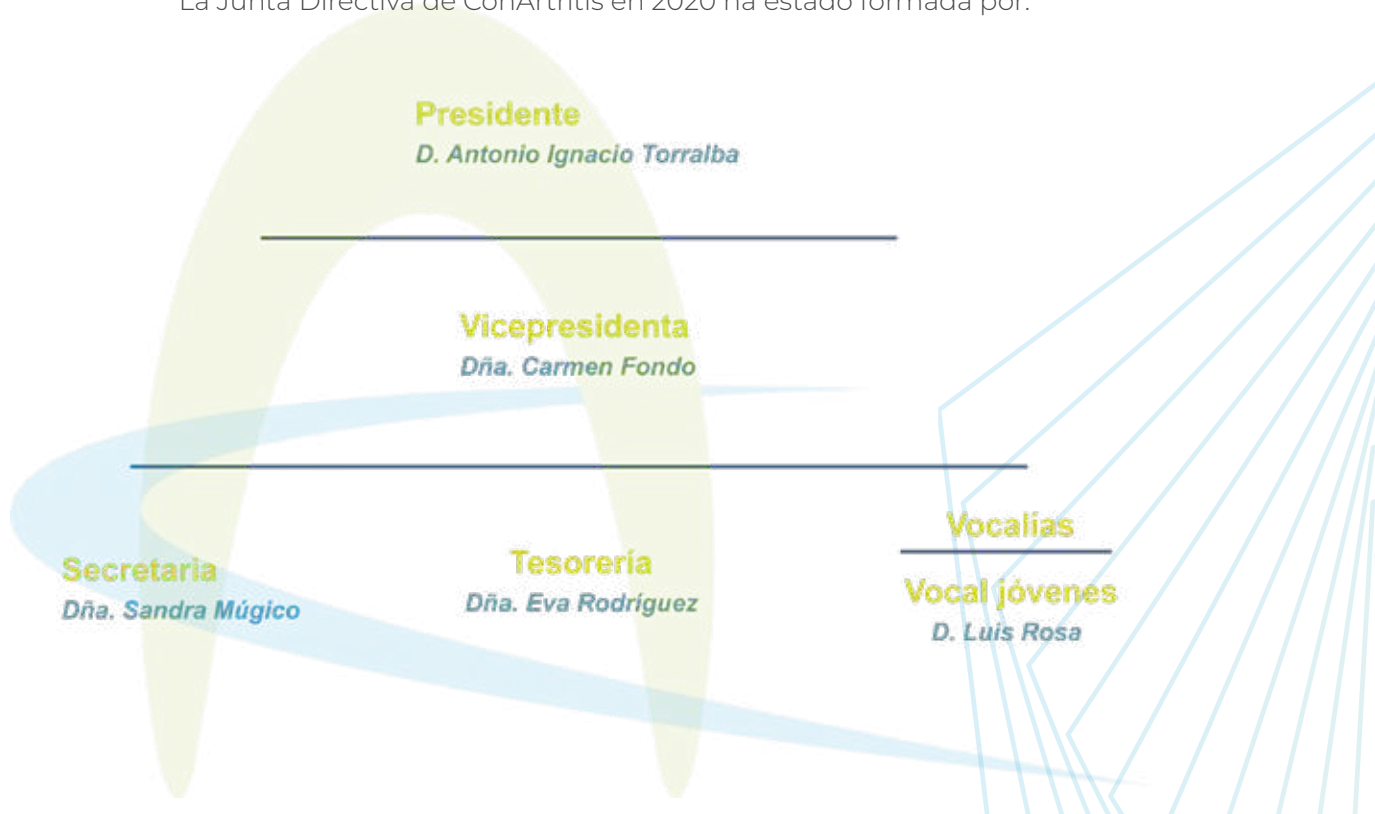 La Junta Directiva de ConArtritis en 2020 ha estado formada por:
Presidente
D. Antonio Ignacio Torralba
Vicepresidenta
Dña. Carmen Fondo
Secretaria
Dña. Sandra Múgico
Tesorería
Dña. Eva Rodríguez
Vocalías
Vocal jóvenes
D. Luis Rosa